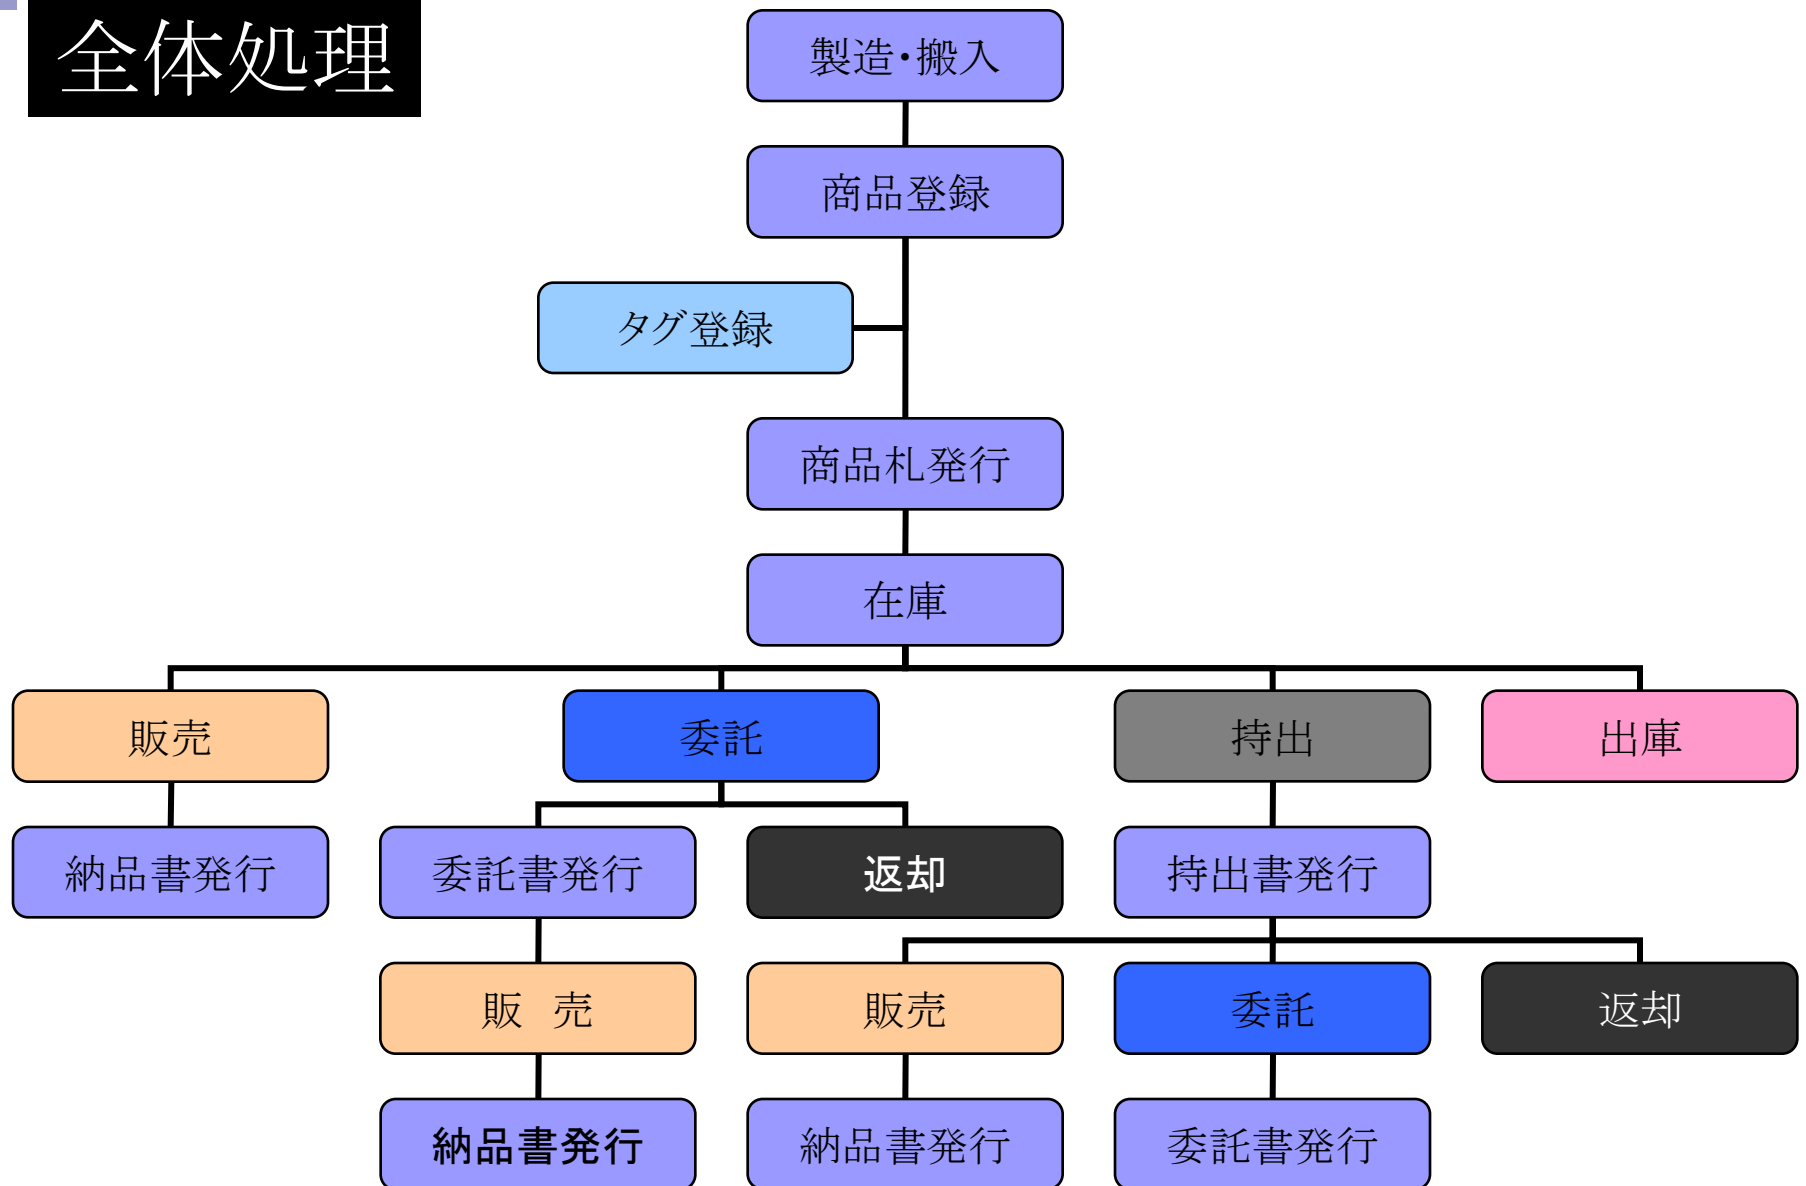 全体処理
製造・搬入
商品登録
タグ登録
商品札発行
在庫
販売
委託
持出
出庫
納品書発行
委託書発行
返却
持出書発行
販　売
販売
委託
返却
納品書発行
納品書発行
委託書発行